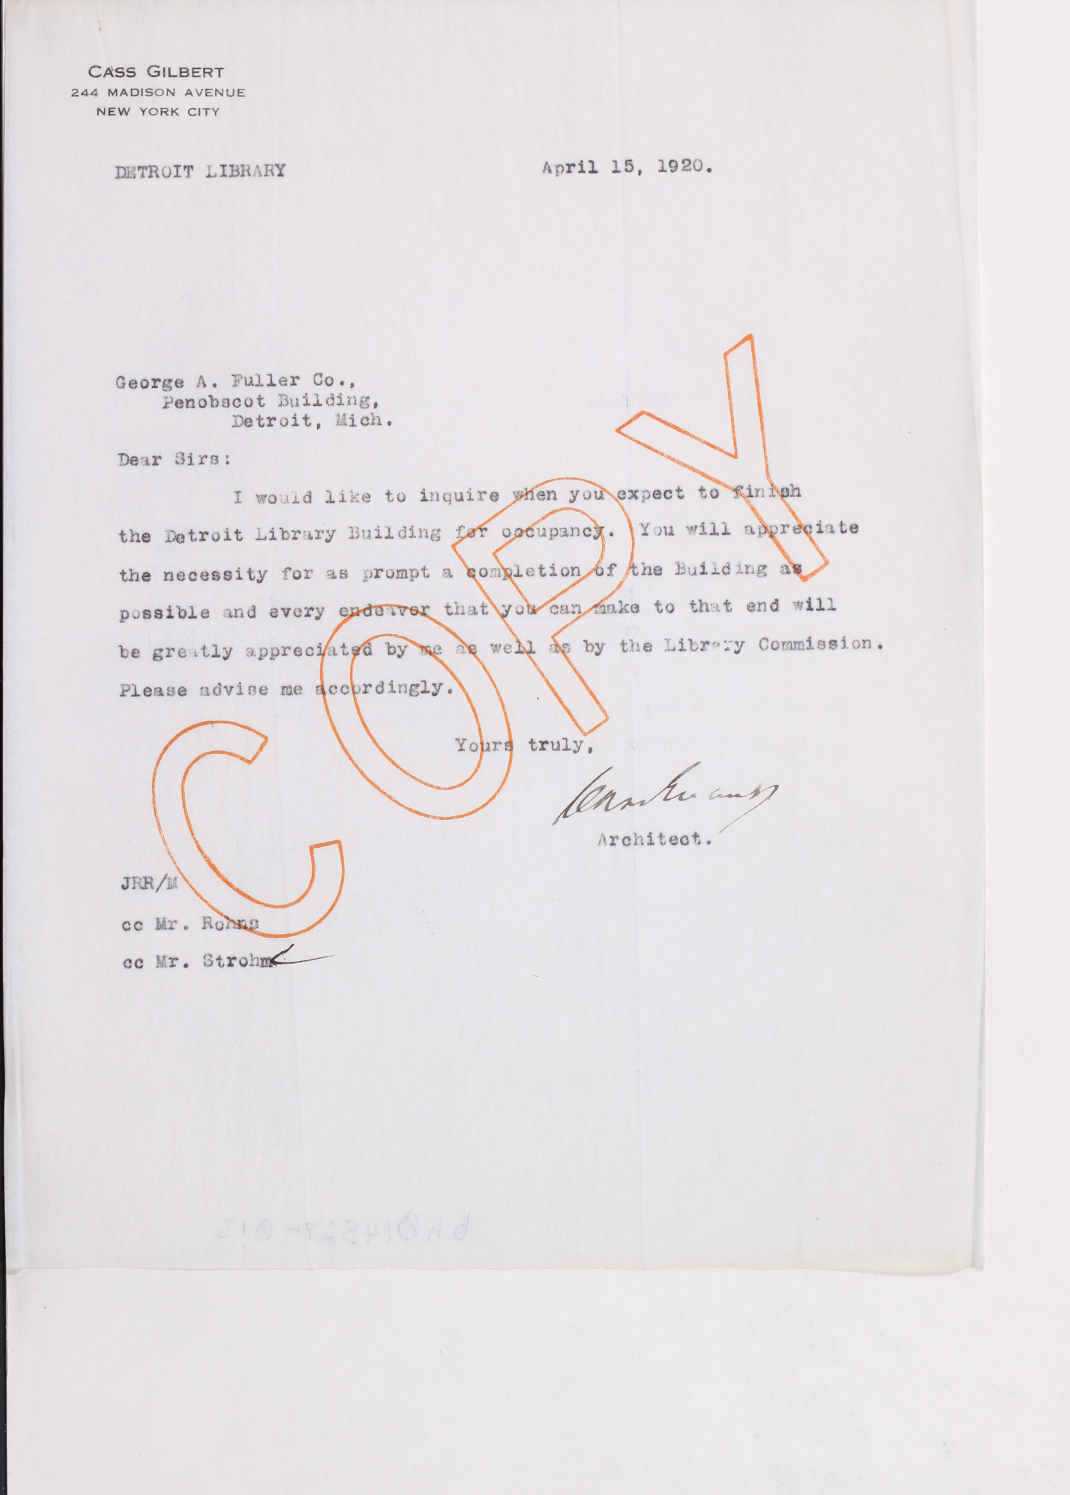 CASS GILBERT
244 MADISON AVENUE
NEW YORK CITY
DETROIT LIBRARY April 15, 1920.
George A. Fuller Co.,
Penobscot Building,
Detroit, Mich.
Dear Sirs:
I would like to inquire when you expect to finish
the Detroit Library Building for occupancy. You will appreciate
the necessity for as prompt a completion of the Building as
possible and every endeavor that you can make to that end will
be greatly appreciated by me as well as by the Library Commission.
Please advise me accordingly.
Yours truly,
Architect.
JRR/M
cc Mr. Rohns
cc Mr. Strohm
COPY